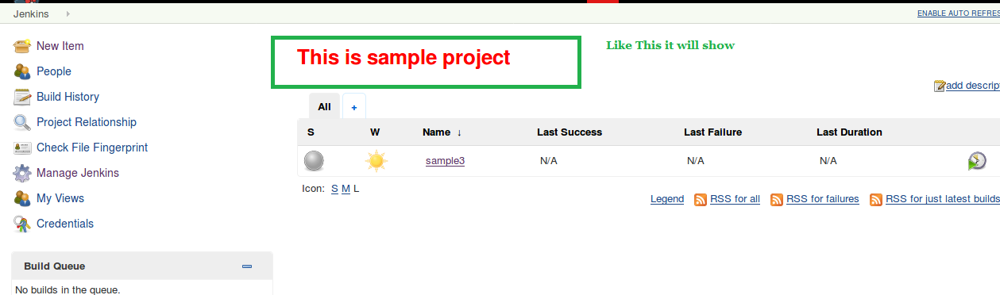 Jenkins
ENABLE AUTO REFRES
New Item
People
Build History
Project Relationship
Check File Fingerprint
Manage Jenkins
My Views
Credentials
Build Queue
No builds in the queue.
This is sample project
Like This it will show
add descrip
All +
S W Name ↓ Last Success Last Failure Last Duration
sample3 N/A N/A N/A
Icon: S M L
Legend RSS for all RSS for failures RSS for just latest builds